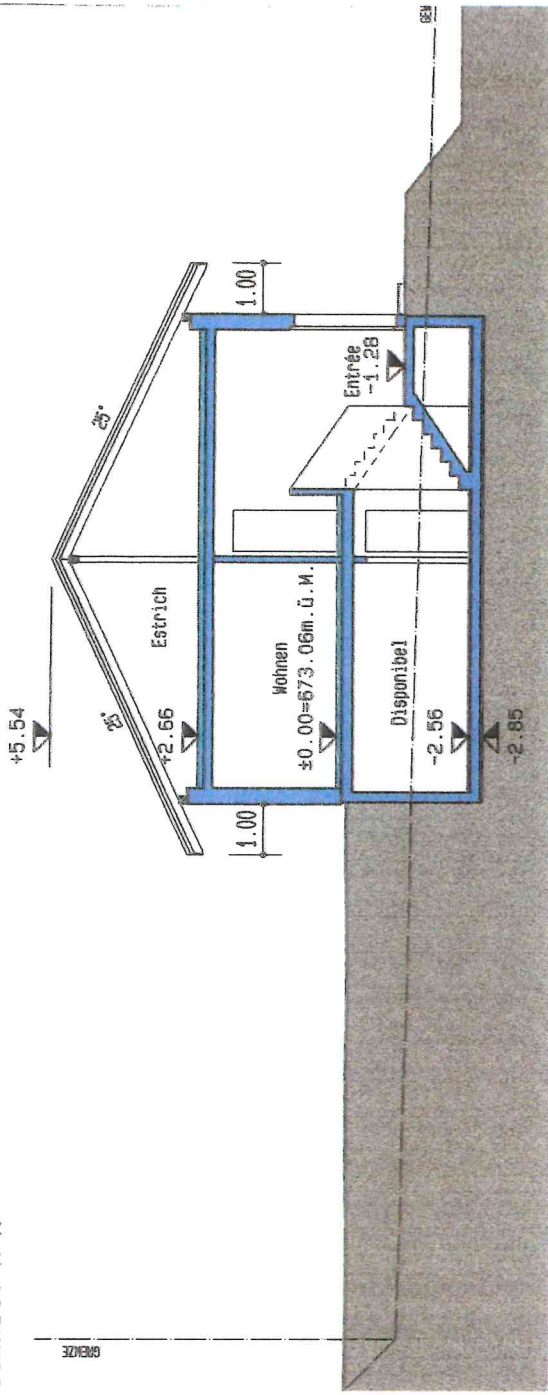 +5.54
25°
25°
Estrich
+2.66
1.00
1.00
Wohnen
±0.00=673.06m.ü.M.
Entrée
-1.28
Disponibel
-2.56
-2.85
GRENZE
GEW